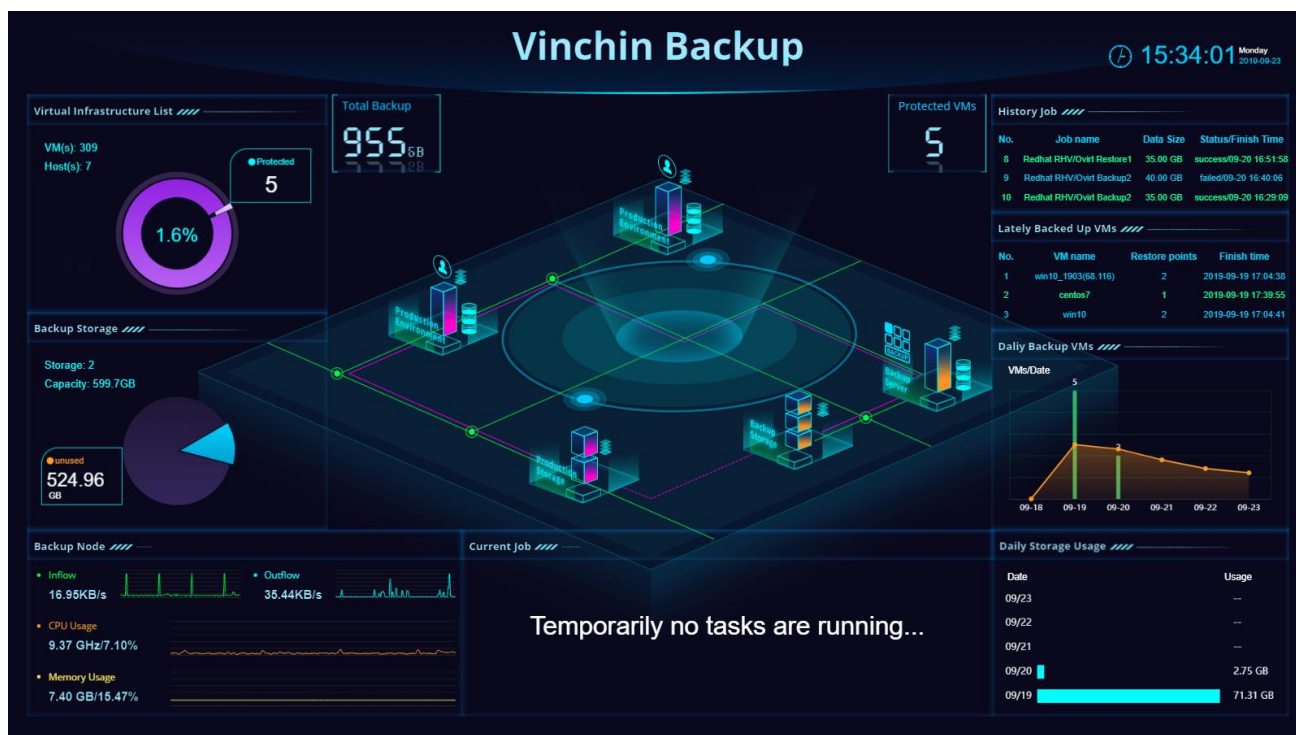 Vinchin Backup
15:34:01 Monday
2019-09-23
Virtual Infrastructure List
VM(s): 309
Host(s): 7
Protected
5
1.6%
Total Backup
955GB
Protected VMs
5
Production
Environment
Production
Environment
BACKUP
Backup
Server
Backup
Storage
Production
Storage
Backup Storage
Storage: 2
Capacity: 599.7GB
unused
524.96
GB
History Job
No. Job name Data Size Status/Finish Time
8 Redhat RHV/Ovirt Restore1 35.00 GB success/09-20 16:51:58
9 Redhat RHV/Ovirt Backup2 40.00 GB failed/09-20 16:40:06
10 Redhat RHV/Ovirt Backup2 35.00 GB success/09-20 16:29:09
Lately Backed Up VMs
No. VM name Restore points Finish time
1 win10_1903(68.116) 2 2019-09-19 17:04:38
2 centos7 1 2019-09-19 17:39:55
3 win10 2 2019-09-19 17:04:41
Daliy Backup VMs
VMs/Date
5
3
09-18 09-19 09-20 09-21 09-22 09-23
Backup Node
Inflow
16.95KB/s
Outflow
35.44KB/s
CPU Usage
9.37 GHz/7.10%
Memory Usage
7.40 GB/15.47%
Current Job
Temporarily no tasks are running...
Daily Storage Usage
Date Usage
09/23 --
09/22 --
09/21 --
09/20 2.75 GB
09/19 71.31 GB